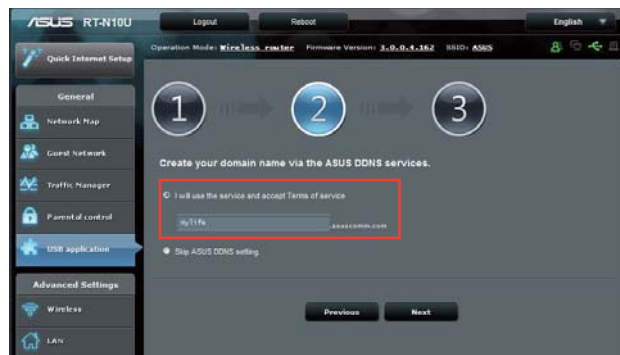 ASUS RT-N10U Logout Reboot English
Operation Mode: Wireless router Firmware Version: 3.0.0.4.162 SSID: ASUS
Quick Internet Setup
General
Network Map
Guest Network
Traffic Manager
Parental control
USB application
Advanced Settings
Wireless
LAN
1 2 3
Create your domain name via the ASUS DDNS services.
I will use the service and accept Terms of service
mylife .asuscomm.com
Skip ASUS DDNS setting.
Previous Next